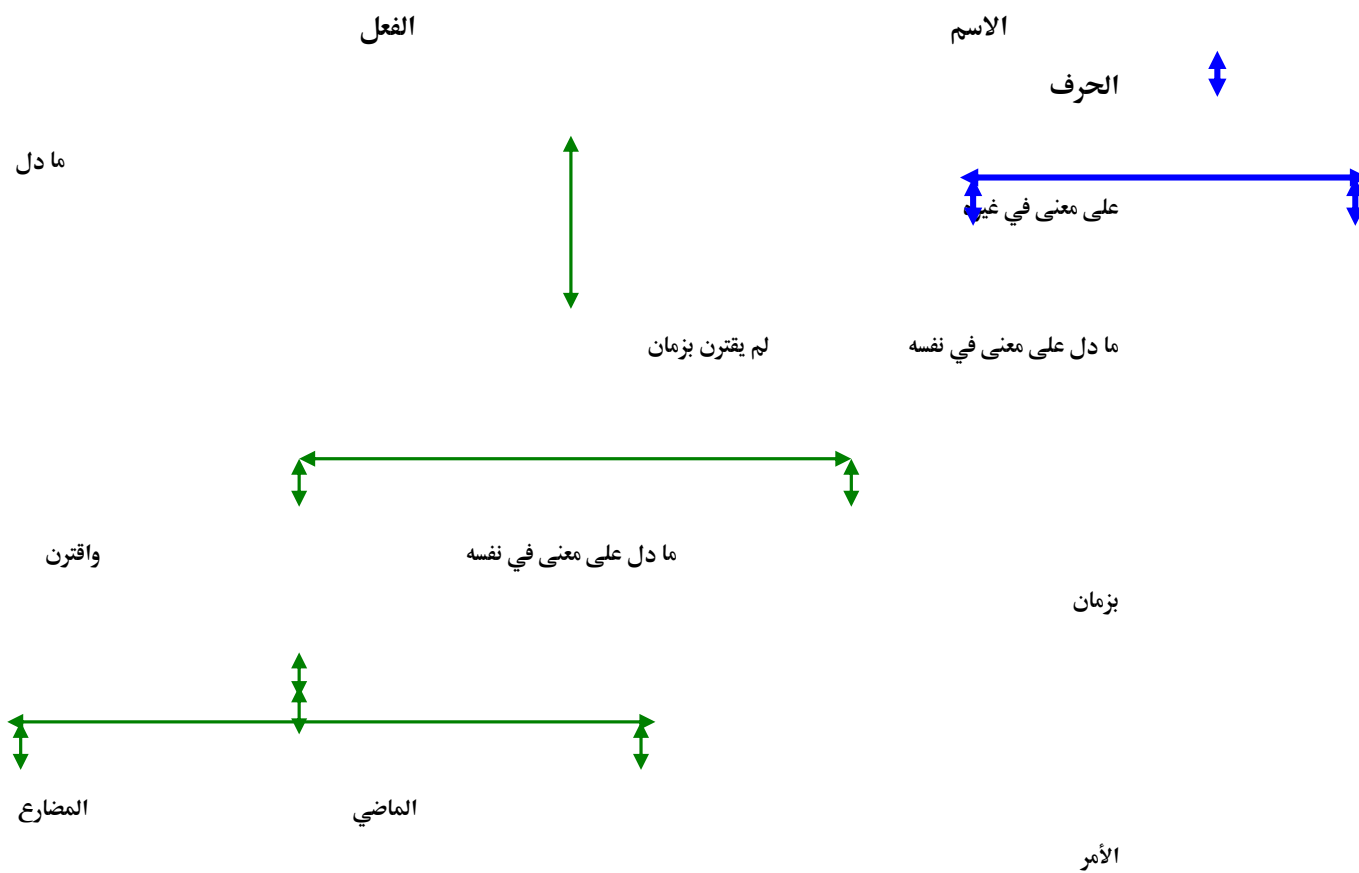 الاسم الفعل
الحرف
ما دل
على معنى في غيره
ما دل على معنى في نفسه لم يقترن بزمان
ما دل على معنى في نفسه واقترن
بزمان
الماضي المضارع
الأمر